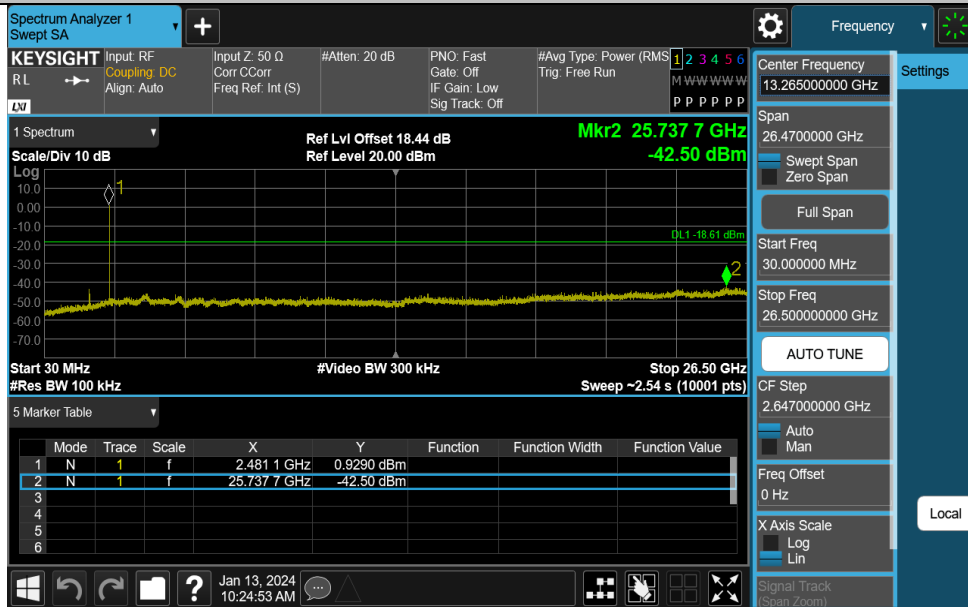 Spectrum Analyzer 1
Swept SA
+
Frequency
KEYSIGHT
RL
LXI
Input: RF
Coupling: DC
Align: Auto
Input Z: 50 Ω
Corr CCorr
Freq Ref: Int (S)
#Atten: 20 dB
PNO: Fast
Gate: Off
IF Gain: Low
Sig Track: Off
#Avg Type: Power (RMS
Trig: Free Run
1 2 3 4 5 6
M W W W W W
P P P P P P
1 Spectrum
Scale/Div 10 dB
Ref Lvl Offset 18.44 dB
Ref Level 20.00 dBm
Mkr2 25.737 7 GHz
-42.50 dBm
Log
10.0
0.00
-10.0
-20.0
-30.0
-40.0
-50.0
-60.0
-70.0
1
DL1 -18.61 dBm
2
Start 30 MHz
#Res BW 100 kHz
#Video BW 300 kHz
Stop 26.50 GHz
Sweep ~2.54 s (10001 pts)
5 Marker Table
Mode Trace Scale X Y Function Function Width Function Value
1 N 1 f 2.481 1 GHz 0.9290 dBm
2 N 1 f 25.737 7 GHz -42.50 dBm
3
4
5
6
?
Jan 13, 2024
10:24:53 AM
Center Frequency
13.265000000 GHz
Span
26.4700000 GHz
Swept Span
Zero Span
Full Span
Start Freq
30.000000 MHz
Stop Freq
26.500000000 GHz
AUTO TUNE
CF Step
2.647000000 GHz
Auto
Man
Freq Offset
0 Hz
X Axis Scale
Log
Lin
Signal Track
(Span Zoom)
Settings
Local